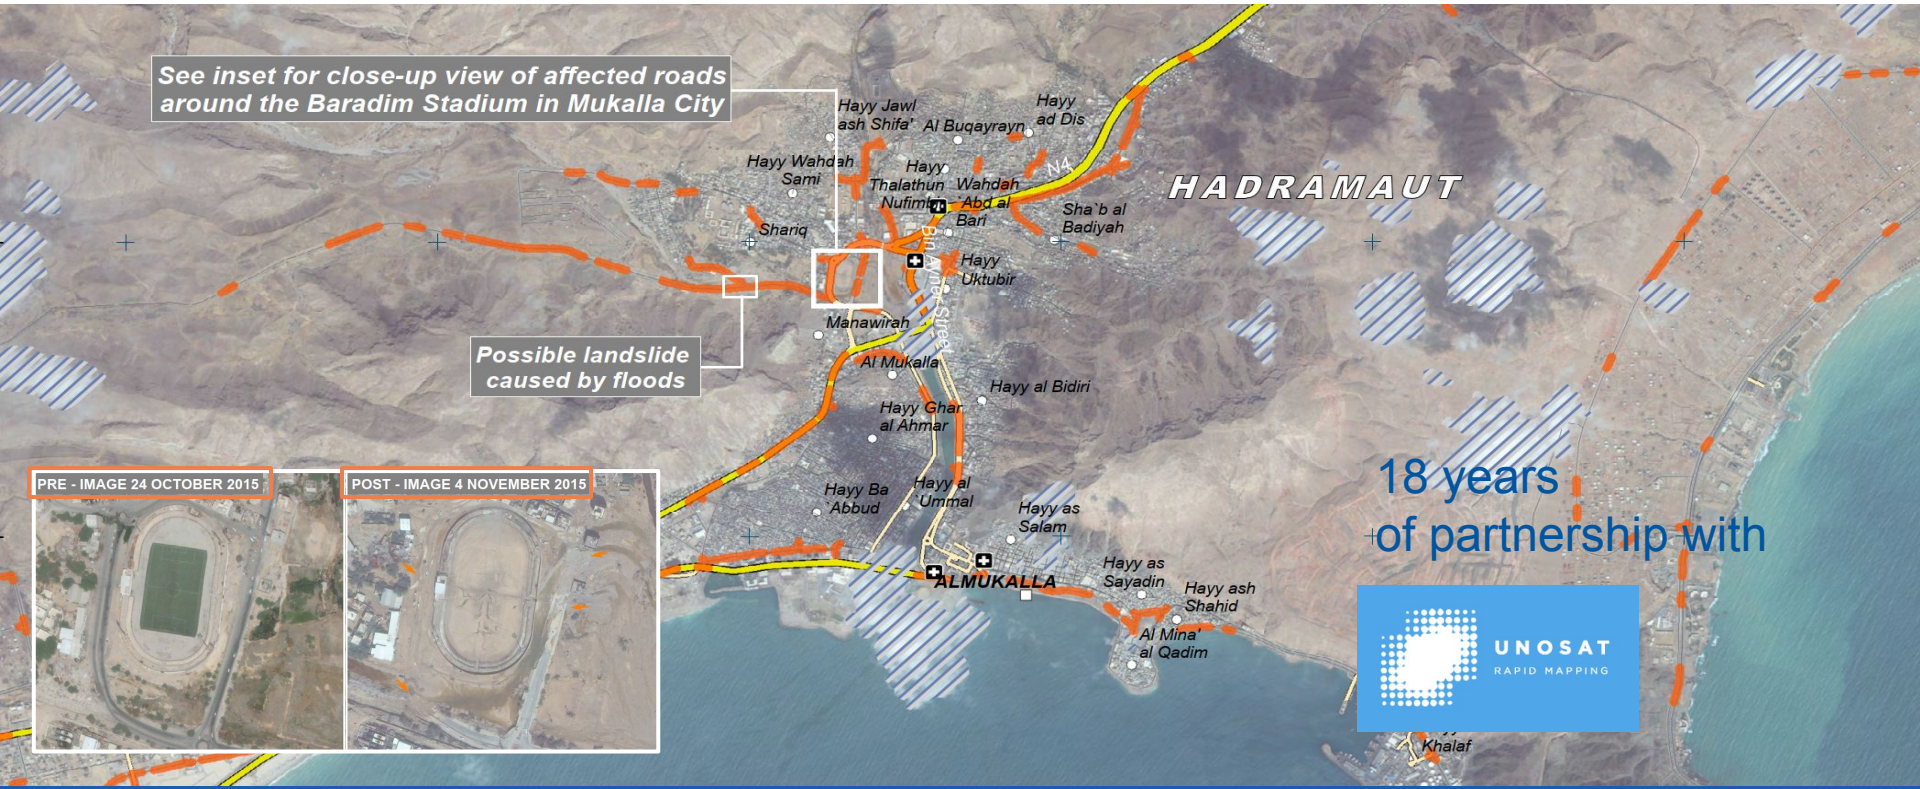 See inset for close-up view of affected roads
around the Baradim Stadium in Mukalla City
Hayy Jawl
ash Shifa'
Al Buqayrayn
Hayy
ad Dis
Hayy Wahdah
Sami
Hayy
Thalathun
Nufimb
Wahdah
`Abd al
Bari
N4
HADRAMAUT
Sha`b al
Badiyah
Shariq
Hayy
Uktubir
Street
Manawirah
Possible landslide
caused by floods
Al Mukalla
Hayy al Bidiri
Hayy Ghar
al Ahmar
PRE - IMAGE 24 OCTOBER 2015
POST - IMAGE 4 NOVEMBER 2015
Hayy Ba
`Abbud
Hayy al
`Ummal
Hayy as
Salam
18 years
of partnership with
ALMUKALLA
Hayy as
Sayadin
Hayy ash
Shahid
Al Mina'
al Qadim
UNOSAT
RAPID MAPPING
Khalaf